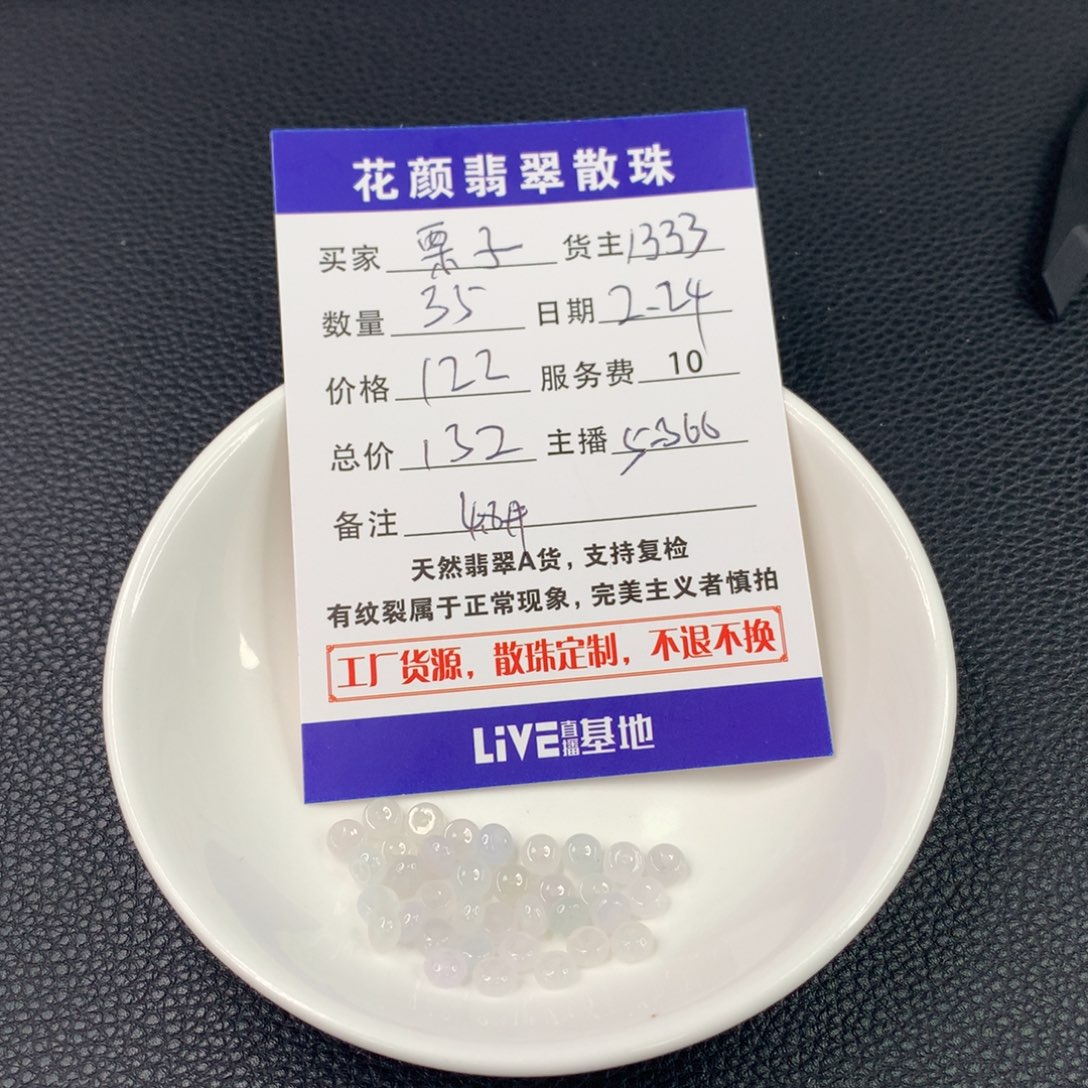 花颜翡翠散珠
买家 栗子 货主 1333
数量 35 日期 2-24
价格 122 服务费 10
总价 132 主播 5366
备注
天然翡翠A货，支持复检
有纹裂属于正常现象，完美主义者慎拍
工厂货源，散珠定制，不退不换
LiVE直播基地